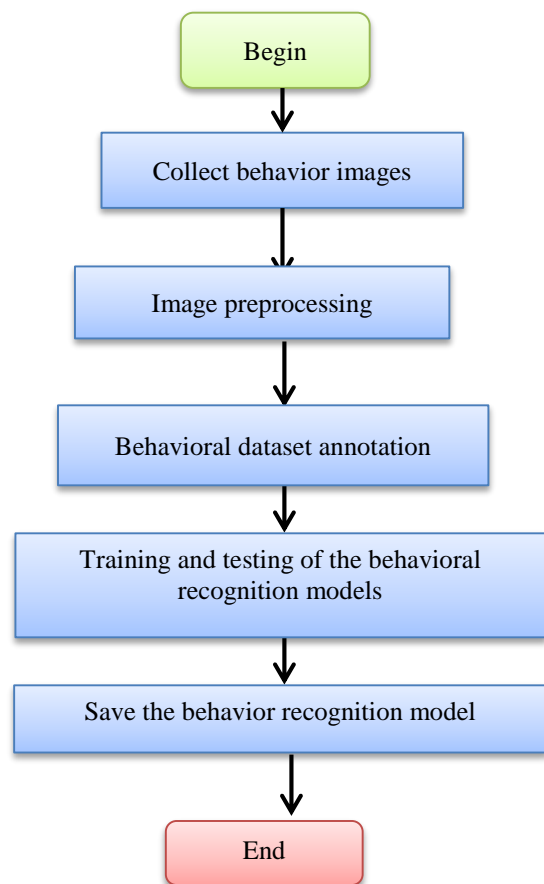 Begin
Collect behavior images
Image preprocessing
Behavioral dataset annotation
Training and testing of the behavioral
recognition models
Save the behavior recognition model
End